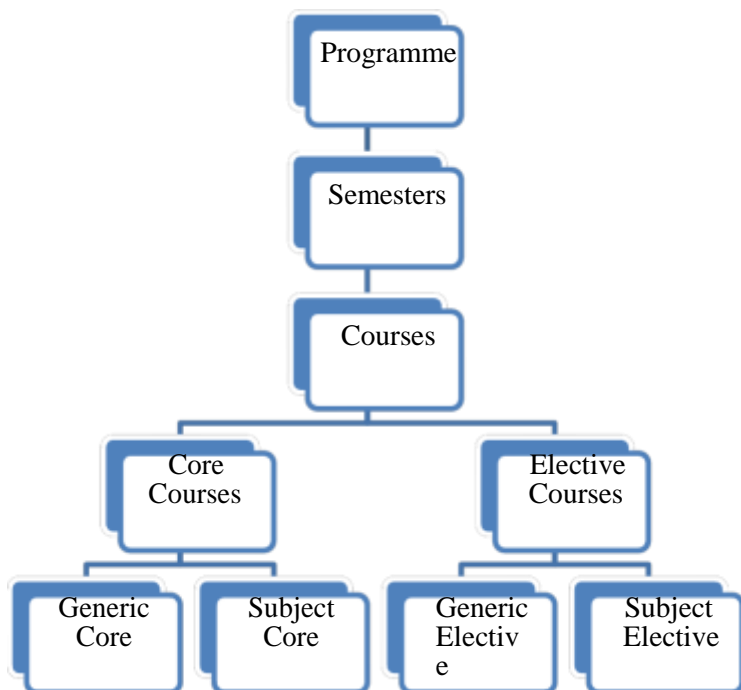 Programme
Semesters
Courses
Core
Courses
Elective
Courses
Generic
Core
Subject
Core
Generic
Electiv
e
Subject
Elective